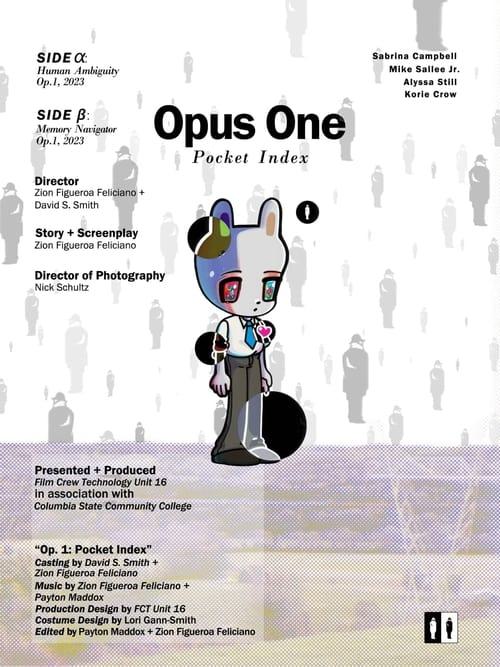 SIDE α:
Human Ambiguity
Op.1, 2023
SIDE β:
Memory Navigator
Op.1, 2023
Sabrina Campbell
Mike Sallee Jr.
Alyssa Still
Korie Crow
Opus One
Pocket Index
Director
Zion Figueroa Feliciano +
David S. Smith
Story + Screenplay
Zion Figueroa Feliciano
Director of Photography
Nick Schultz
Presented + Produced
Film Crew Technology Unit 16
in association with
Columbia State Community College
“Op. 1: Pocket Index”
Casting by David S. Smith +
Zion Figueroa Feliciano
Music by Zion Figueroa Feliciano +
Payton Maddox
Production Design by FCT Unit 16
Costume Design by Lori Gann-Smith
Edited by Payton Maddox + Zion Figueroa Feliciano